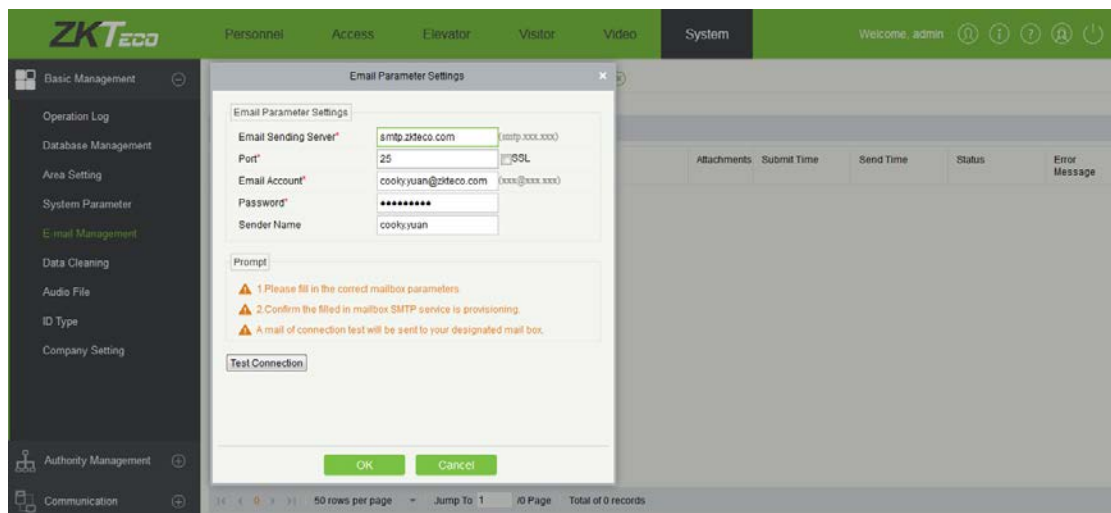 ZKTeco
Personnel Access Elevator Visitor Video System Welcome, admin
Basic Management
Operation Log
Database Management
Area Setting
System Parameter
E-mail Management
Data Cleaning
Audio File
ID Type
Company Setting
Authority Management
Communication
Email Parameter Settings
Email Parameter Settings
Email Sending Server* smtp.zkteco.com (smtp.xxx.xxx)
Port* 25 SSL
Email Account* cooky.yuan@zkteco.com (xxx@xxx.xxx)
Password* •••••••••
Sender Name cooky.yuan
Prompt
1.Please fill in the correct mailbox parameters.
2.Confirm the filled in mailbox SMTP service is provisioning.
A mail of connection test will be sent to your designated mail box.
Test Connection
OK Cancel
Attachments Submit Time Send Time Status Error
Message
0 50 rows per page Jump To 1 /0 Page Total of 0 records